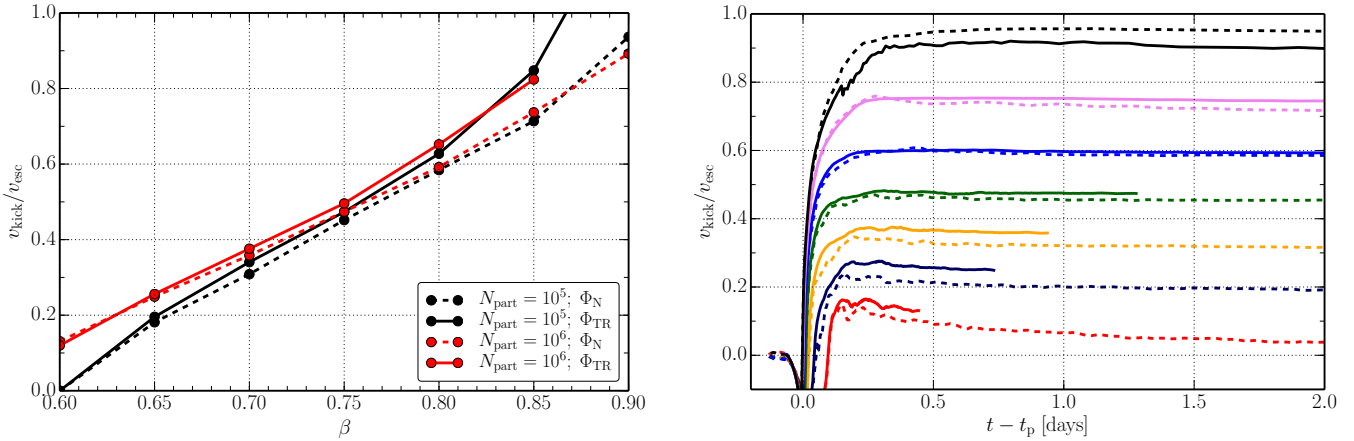 1.0
0.8
0.6
0.4
0.2
0.0
v_kick/v_esc
0.60 0.65 0.70 0.75 0.80 0.85 0.90
β
N_part = 10^5; Φ_N
N_part = 10^5; Φ_TR
N_part = 10^6; Φ_N
N_part = 10^6; Φ_TR
1.0
0.8
0.6
0.4
0.2
0.0
v_kick/v_esc
0.0 0.5 1.0 1.5 2.0
t − t_p [days]